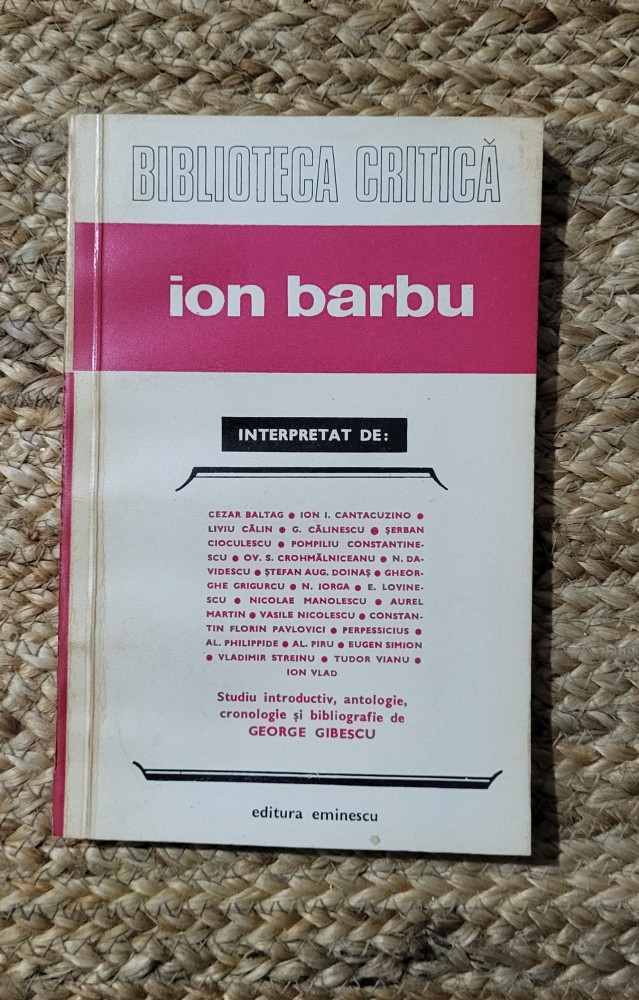 BIBLIOTECA CRITICĂ
ion barbu
INTERPRETAT DE:
CEZAR BALTAG ● ION I. CANTACUZINO ●
LIVIU CĂLIN ● G. CĂLINESCU ● ŞERBAN
CIOCULESCU ● POMPILIU CONSTANTINE-
SCU ● OV. S. CROHMĂLNICEANU ● N. DA-
VIDESCU ● ŞTEFAN AUG. DOINAŞ ● GHEOR-
GHE GRIGURCU ● N. IORGA ● E. LOVINE-
SCU ● NICOLAE MANOLESCU ● AUREL
MARTIN ● VASILE NICOLESCU ● CONSTAN-
TIN FLORIN PAVLOVICI ● PERPESSICIUS ●
AL. PHILIPPIDE ● AL. PIRU ● EUGEN SIMION
● VLADIMIR STREINU ● TUDOR VIANU ●
ION VLAD
Studiu introductiv, antologie,
cronologie şi bibliografie de
GEORGE GIBESCU
editura eminescu